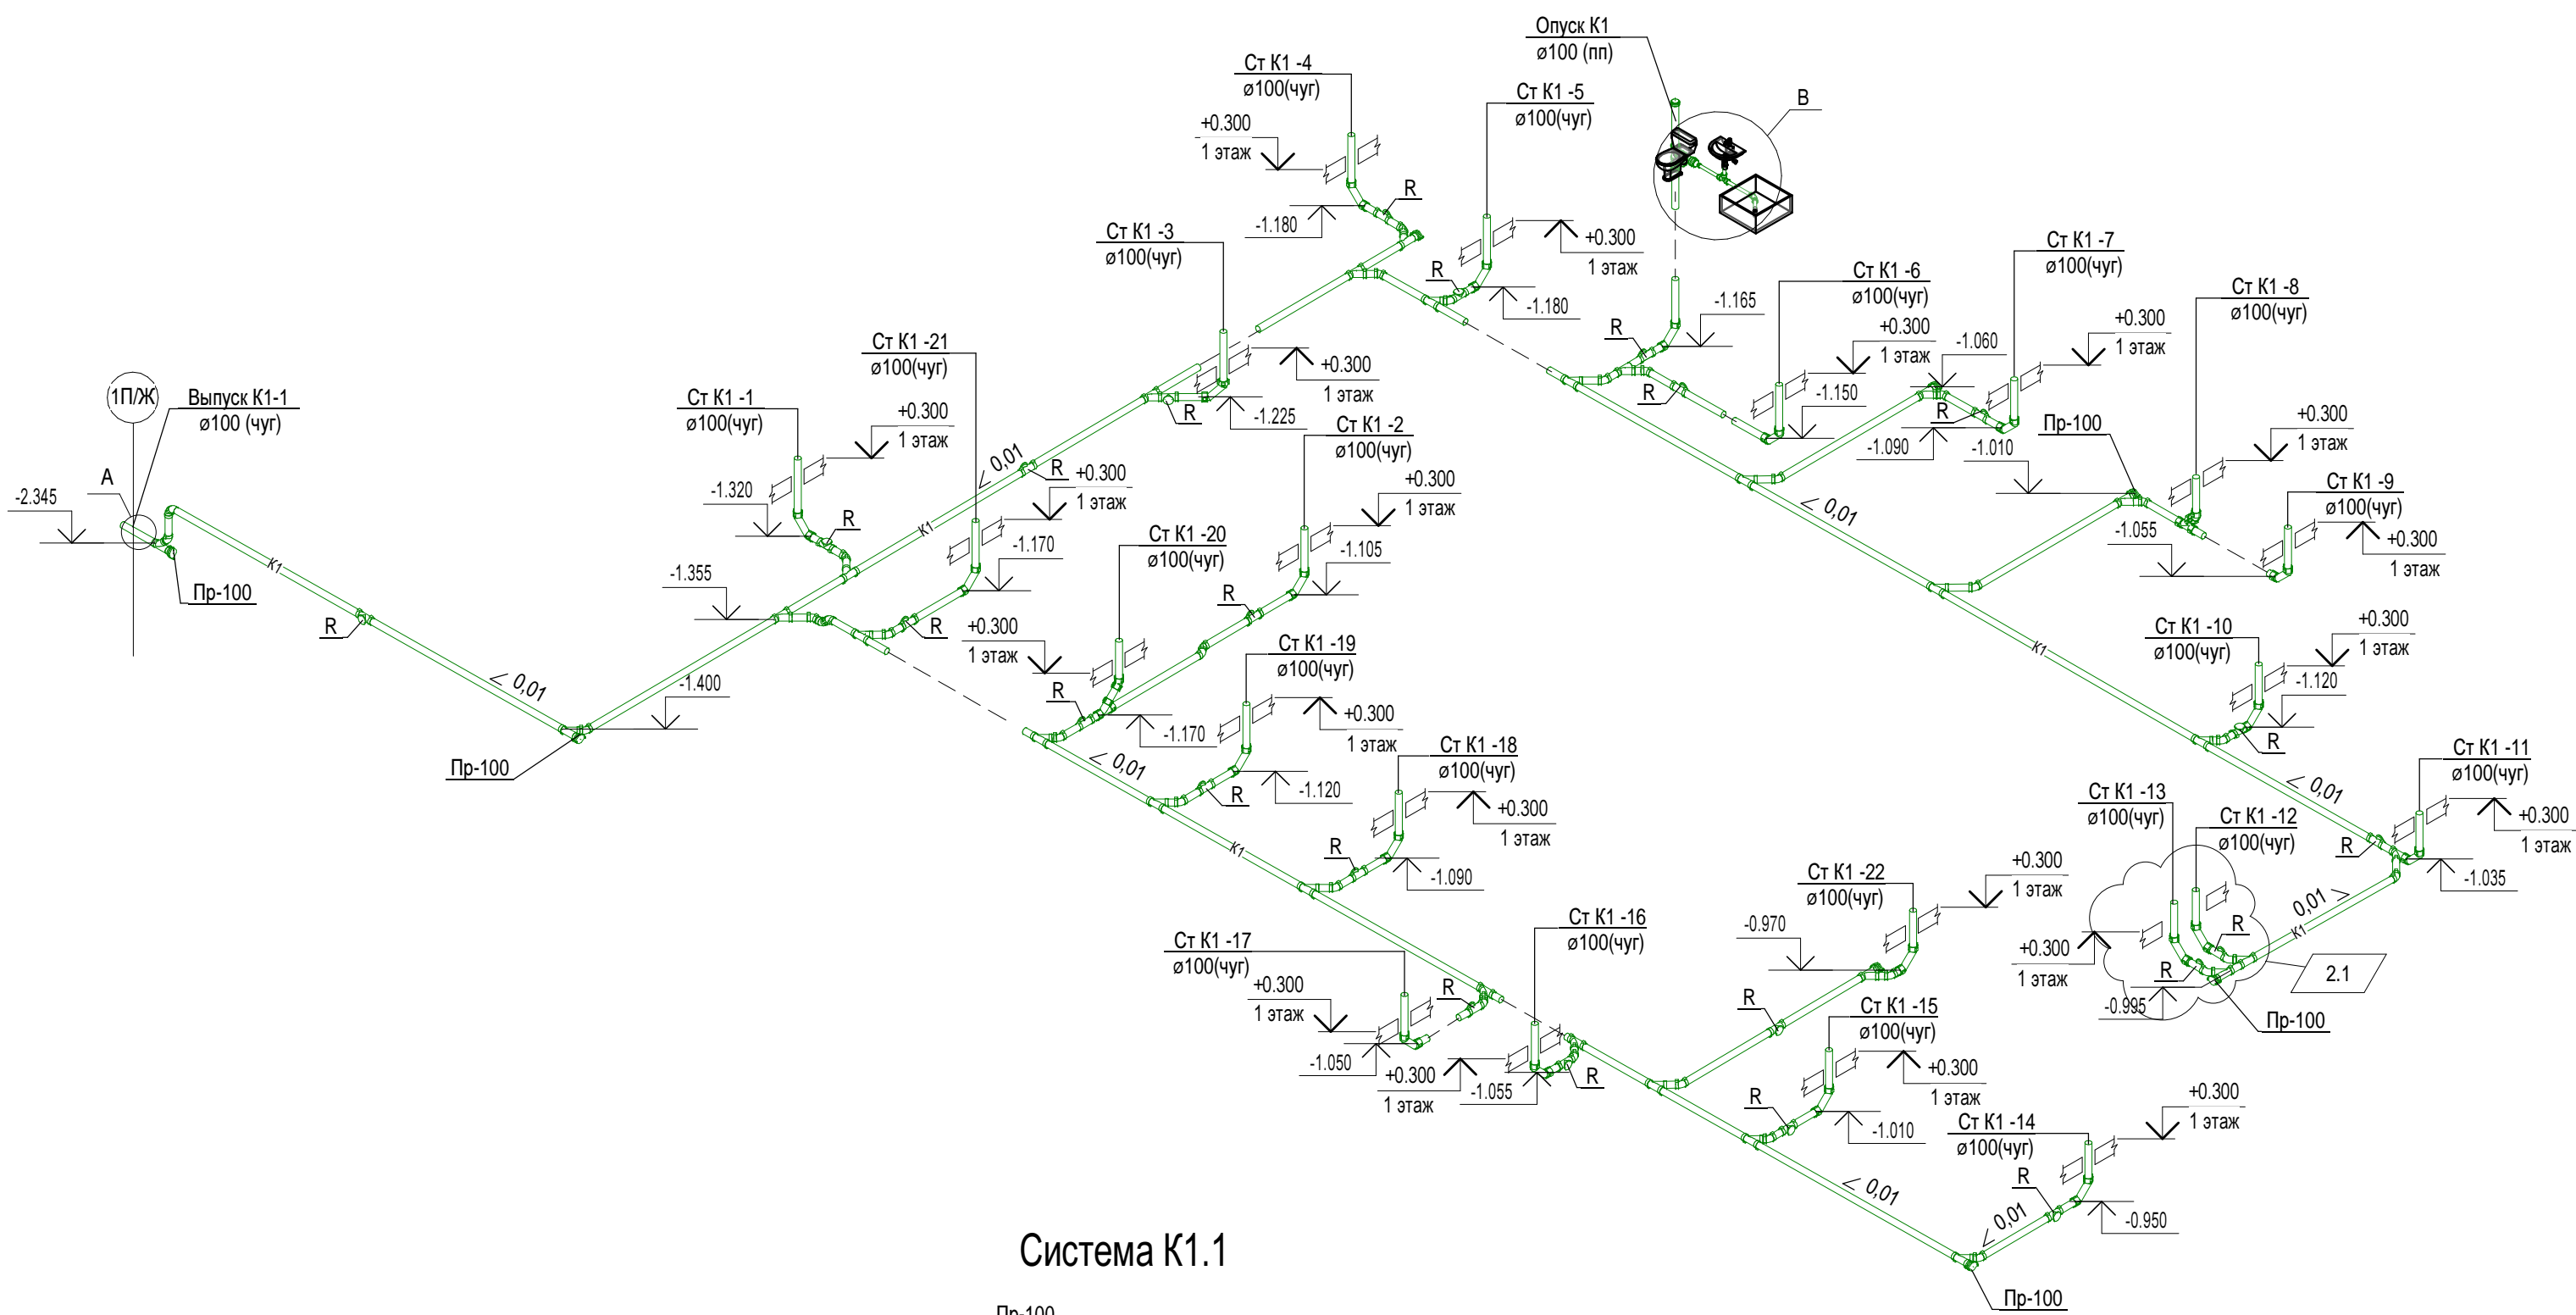 Опуск К1
ø100 (пп)
В
Ст К1 -4
ø100(чуг)
+0.300
1 этаж
-1.180
R
Ст К1 -5
ø100(чуг)
+0.300
1 этаж
R
-1.180
Ст К1 -3
ø100(чуг)
+0.300
1 этаж
R
-1.225
Ст К1 -6
ø100(чуг)
+0.300
1 этаж
R
-1.165
R
-1.150
Ст К1 -7
ø100(чуг)
+0.300
1 этаж
-1.060
R
-1.090
Ст К1 -8
ø100(чуг)
+0.300
1 этаж
Пр-100
-1.010
Ст К1 -9
ø100(чуг)
+0.300
1 этаж
-1.055
1П/Ж
Выпуск К1-1
ø100 (чуг)
А
-2.345
Пр-100
К1
R
< 0,01
Пр-100
-1.400
Ст К1 -1
ø100(чуг)
+0.300
1 этаж
-1.320
R
-1.355
Ст К1 -21
ø100(чуг)
+0.300
1 этаж
-1.170
R
К1
< 0,01
R
Ст К1 -2
ø100(чуг)
+0.300
1 этаж
-1.105
R
Ст К1 -20
ø100(чуг)
+0.300
1 этаж
R
-1.170
Ст К1 -19
ø100(чуг)
+0.300
1 этаж
-1.120
R
< 0,01
К1
Ст К1 -18
ø100(чуг)
+0.300
1 этаж
R
-1.090
Ст К1 -17
ø100(чуг)
+0.300
1 этаж
R
-1.050
Ст К1 -16
ø100(чуг)
+0.300
1 этаж
-1.055
R
Ст К1 -22
ø100(чуг)
+0.300
1 этаж
-0.970
R
Ст К1 -15
ø100(чуг)
+0.300
1 этаж
R
-1.010
Ст К1 -14
ø100(чуг)
+0.300
1 этаж
R
-0.950
< 0,01
< 0,01
Пр-100
< 0,01
К1
Ст К1 -10
ø100(чуг)
+0.300
1 этаж
-1.120
R
< 0,01
Ст К1 -11
ø100(чуг)
+0.300
1 этаж
R
-1.035
Ст К1 -13
ø100(чуг)
Ст К1 -12
ø100(чуг)
+0.300
1 этаж
R
R
0,01 >
К1
2.1
-0.995
Пр-100
Система К1.1
Пр-100